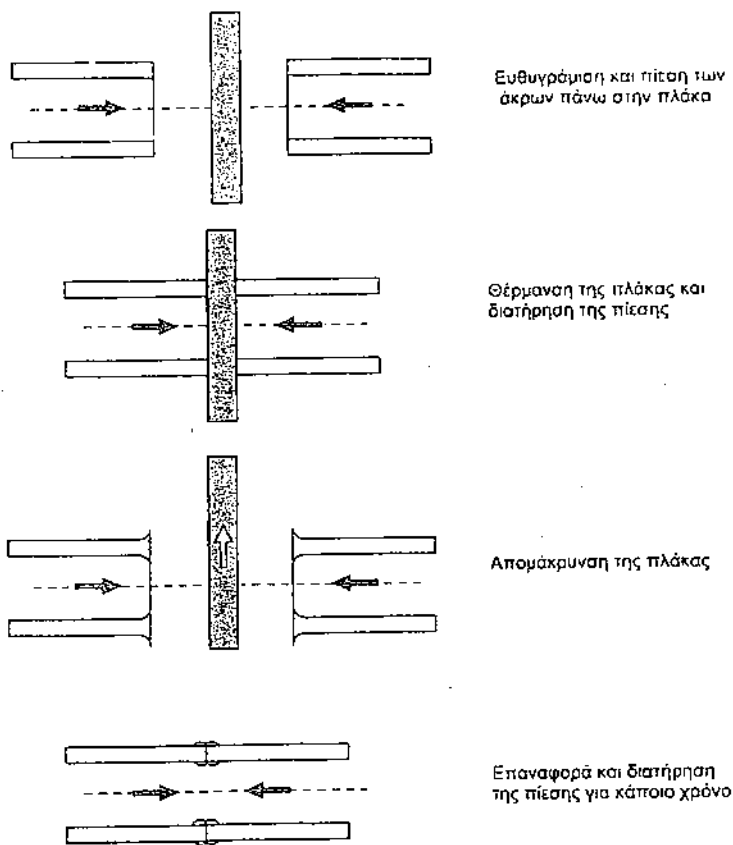 Ευθυγράμιση και πίεση των
άκρων πάνω στην πλάκα
Θέρμανση της πλάκας και
διατήρηση της πίεσης
Απομάκρυνση της πλάκας
Επαναφορά και διατήρηση
της πίεσης για κάποιο χρόνο